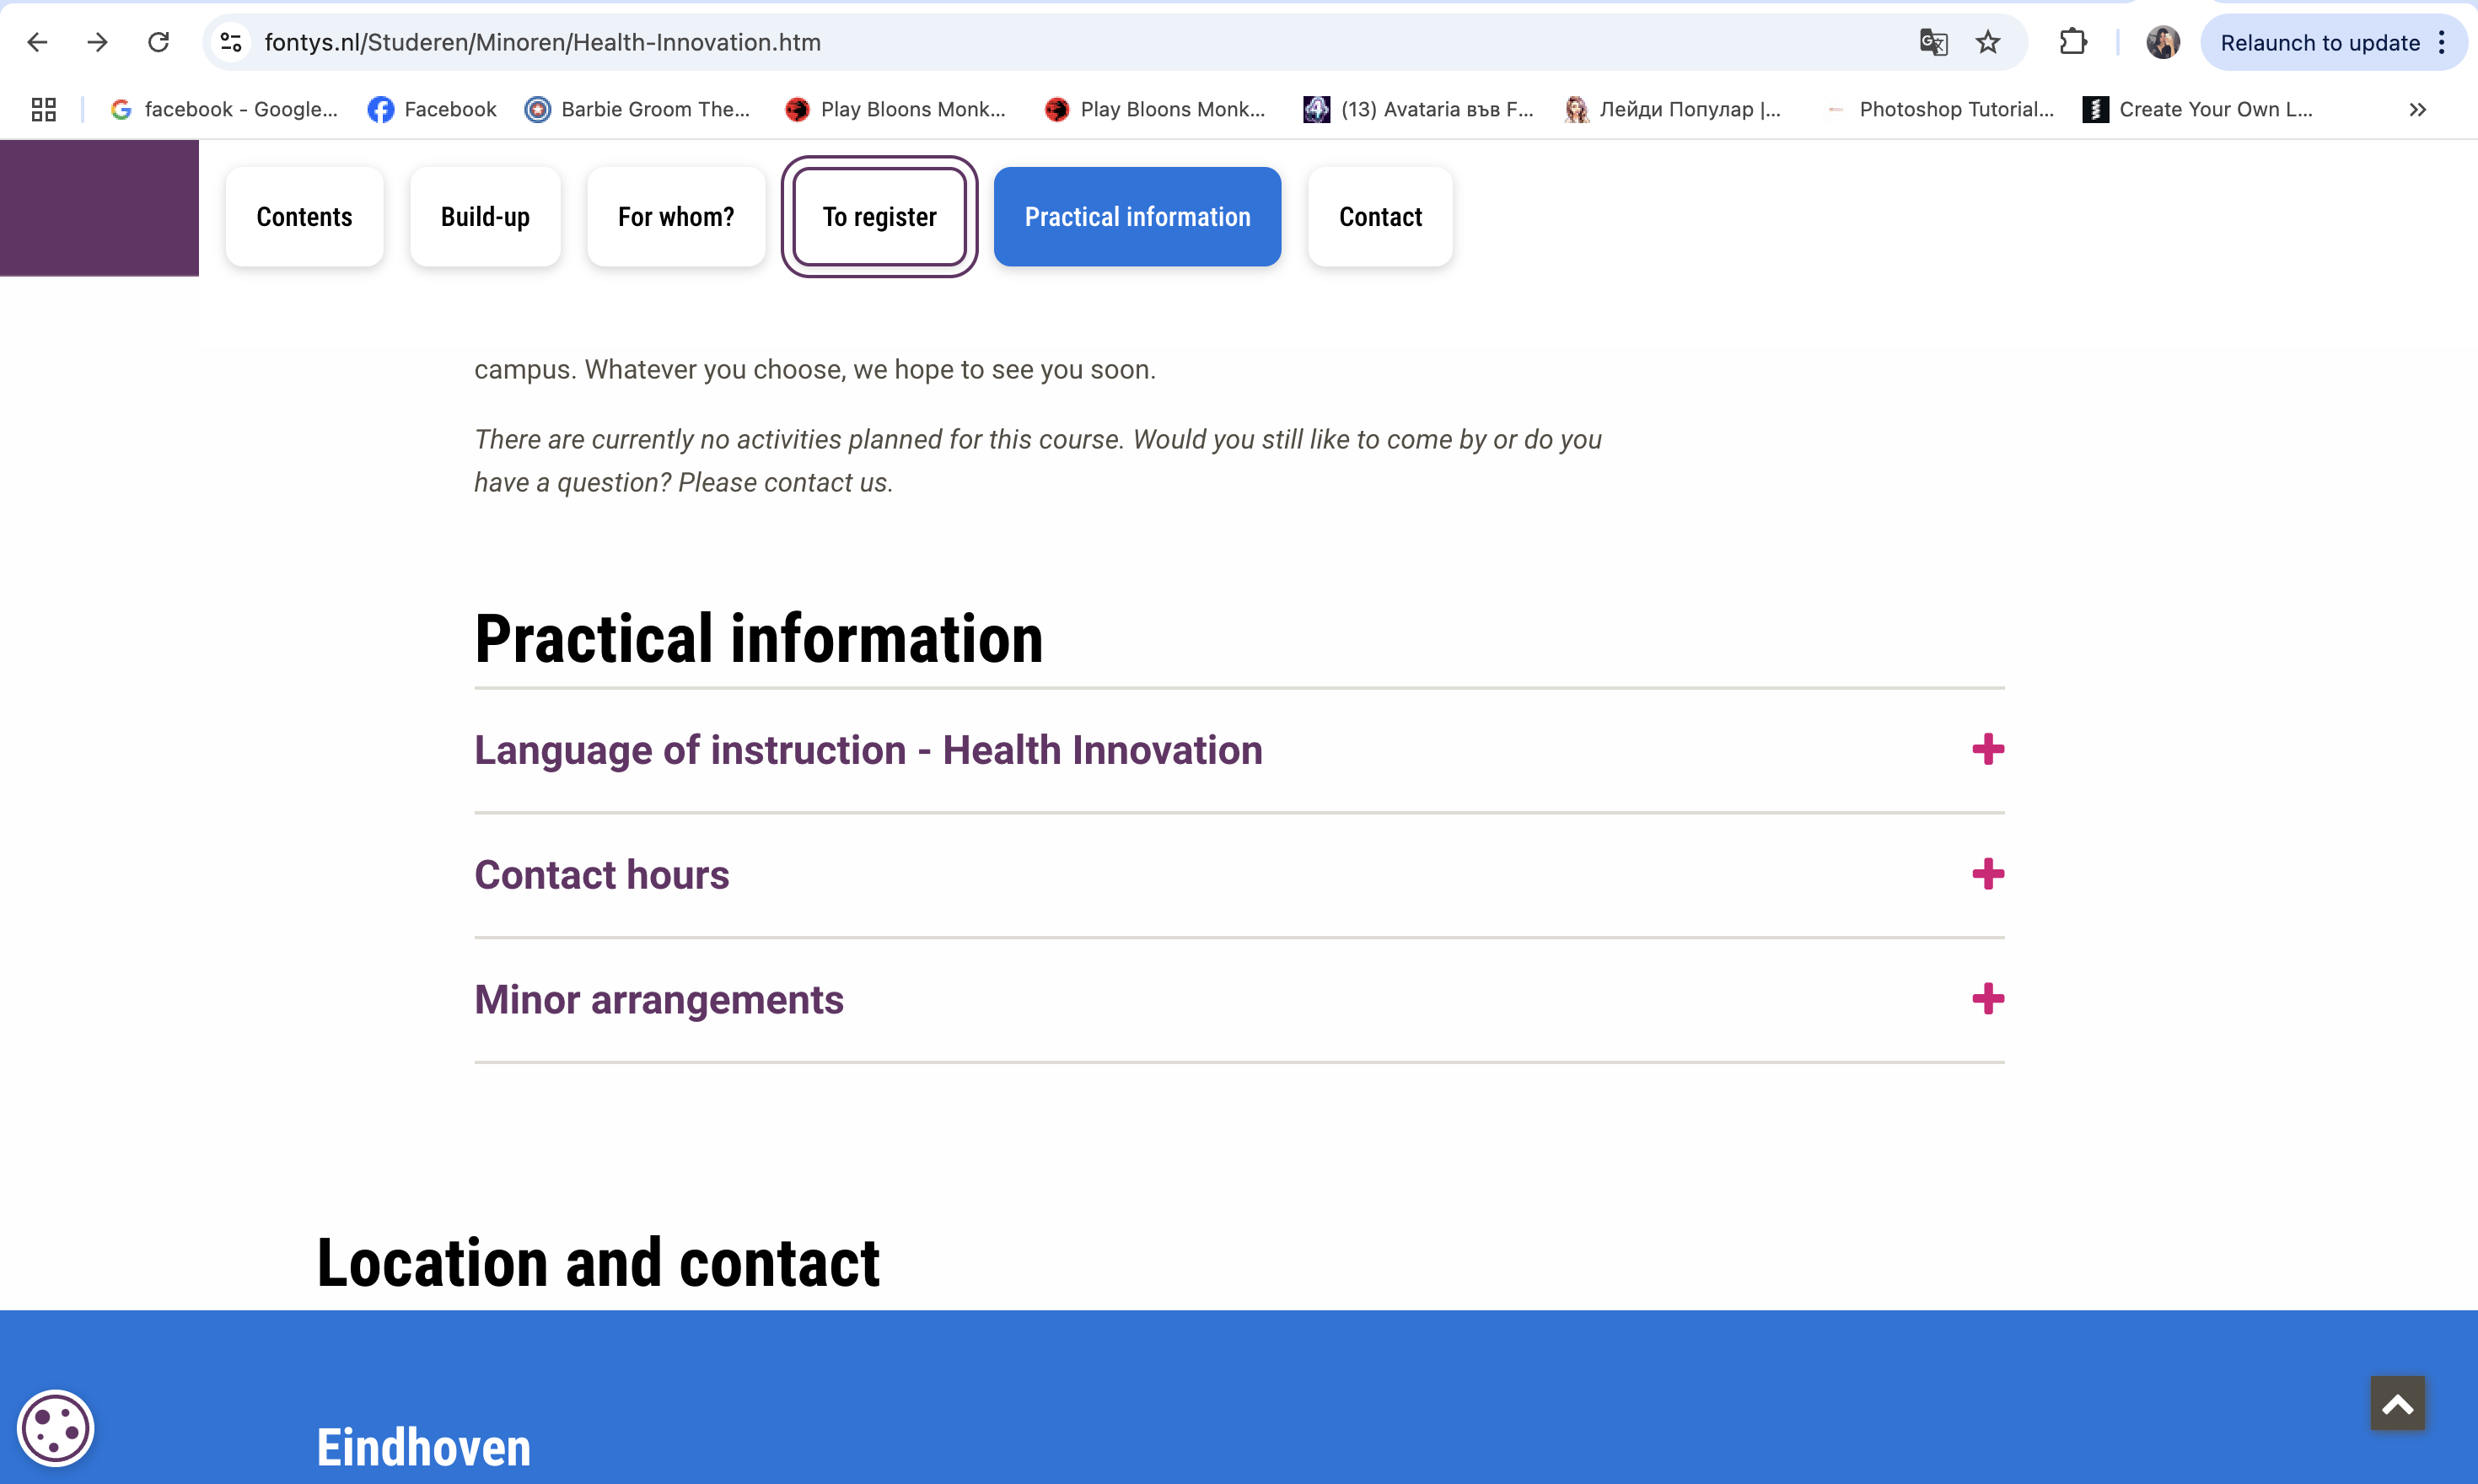 fontys.nl/Studeren/Minoren/Health-Innovation.htm
Relaunch to update
facebook - Google...
Facebook
Barbie Groom The...
Play Bloons Monk...
Play Bloons Monk...
(13) Avataria във F...
Лейди Популар |...
Photoshop Tutorial...
Create Your Own L...
Contents
Build-up
For whom?
To register
Practical information
Contact
campus. Whatever you choose, we hope to see you soon.
There are currently no activities planned for this course. Would you still like to come by or do you
have a question? Please contact us.
Practical information
Language of instruction - Health Innovation
Contact hours
Minor arrangements
Location and contact
Eindhoven